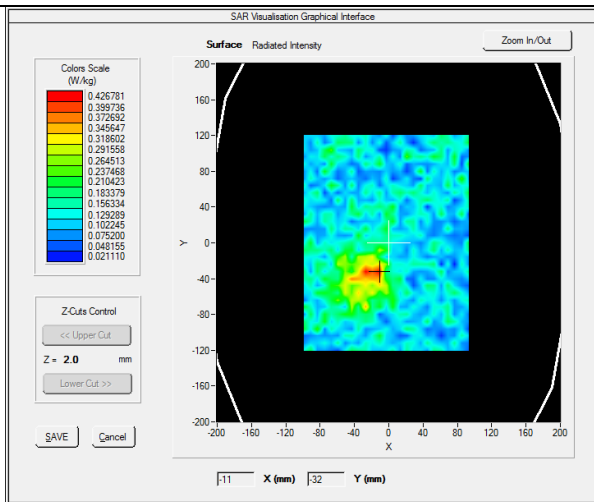 SAR Visualisation Graphical Interface
Surface Radiated Intensity
Zoom In/Out
Colors Scale
(W/kg)
0.426781
0.399736
0.372692
0.345647
0.318602
0.291558
0.264513
0.237468
0.210423
0.183379
0.156334
0.129289
0.102245
0.075200
0.048155
0.021110
Z-Cuts Control
<< Upper Cut
Z = 2.0 mm
Lower Cut >>
SAVE Cancel
200
160
120
80
40
0
-40
-80
-120
-160
-200
Y
-200 -160 -120 -80 -40 0 40 80 120 160 200
X
-11 X (mm) -32 Y (mm)